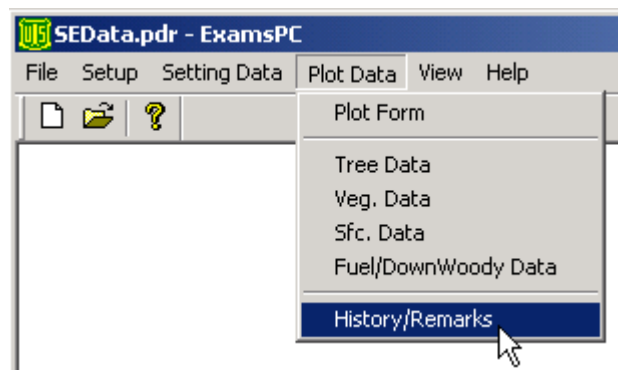 SEData.pdr - ExamsPC
File Setup Setting Data Plot Data View Help
Plot Form
Tree Data
Veg. Data
Sfc. Data
Fuel/DownWoody Data
History/Remarks